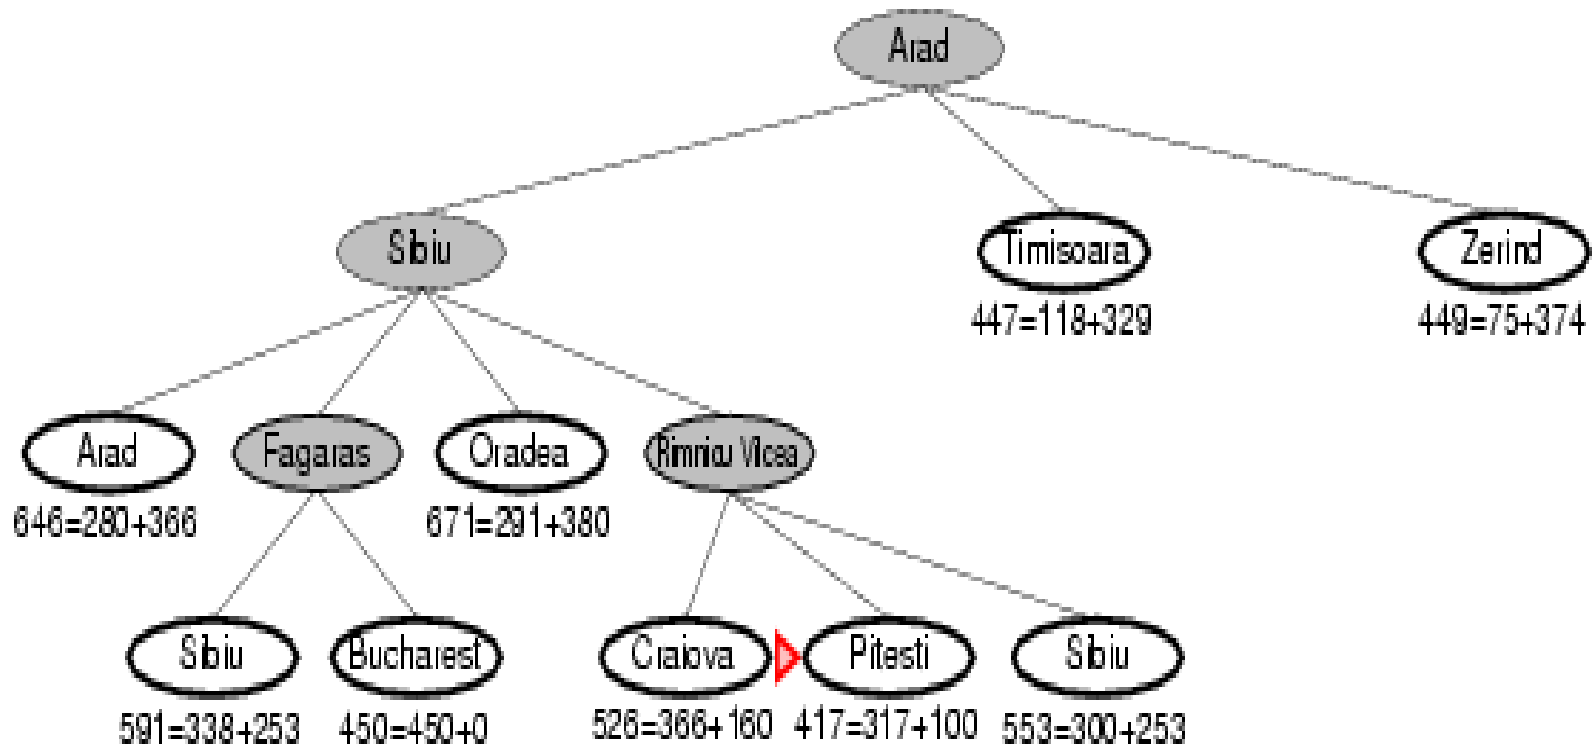 Arad
Sibiu Timisoara Zerind
447=118+329 449=75+374
Arad Fagaras Oradea Rimnicu Vilcea
646=280+366 671=291+380
Sibiu Bucharest Craiova Pitesti Sibiu
591=338+253 450=450+0 526=366+160 417=317+100 553=300+253